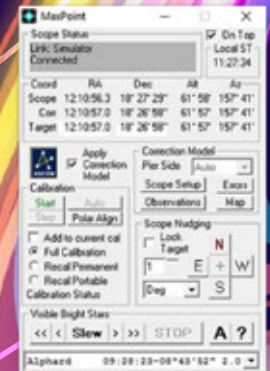 MaxPoint
Scope Status
On Top
Link: Simulator
Connected
Local ST
11:27:34
Coord RA Dec Alt Az
Scope 12:10:56.3 18° 27' 29" 61° 58' 157° 41'
Corr 12:10:57.0 18° 26' 58" 61° 57' 157° 41'
Target 12:10:57.0 18° 26' 58" 61° 57' 157° 41'
Apply Correction Model
Correction Model
Pier Side Auto
Scope Setup Errors
Observations Map
Calibration
Start Auto
Stop Polar Align
Add to current cal
Full Calibration
Recal Permanent
Recal Portable
Calibration Status
Scope Nudging
Lock Target
N
1 E + W
Deg S
Visible Bright Stars
<< < Slew > >> STOP A ?
Alphard 09:28:23-08°43'52" 2.0